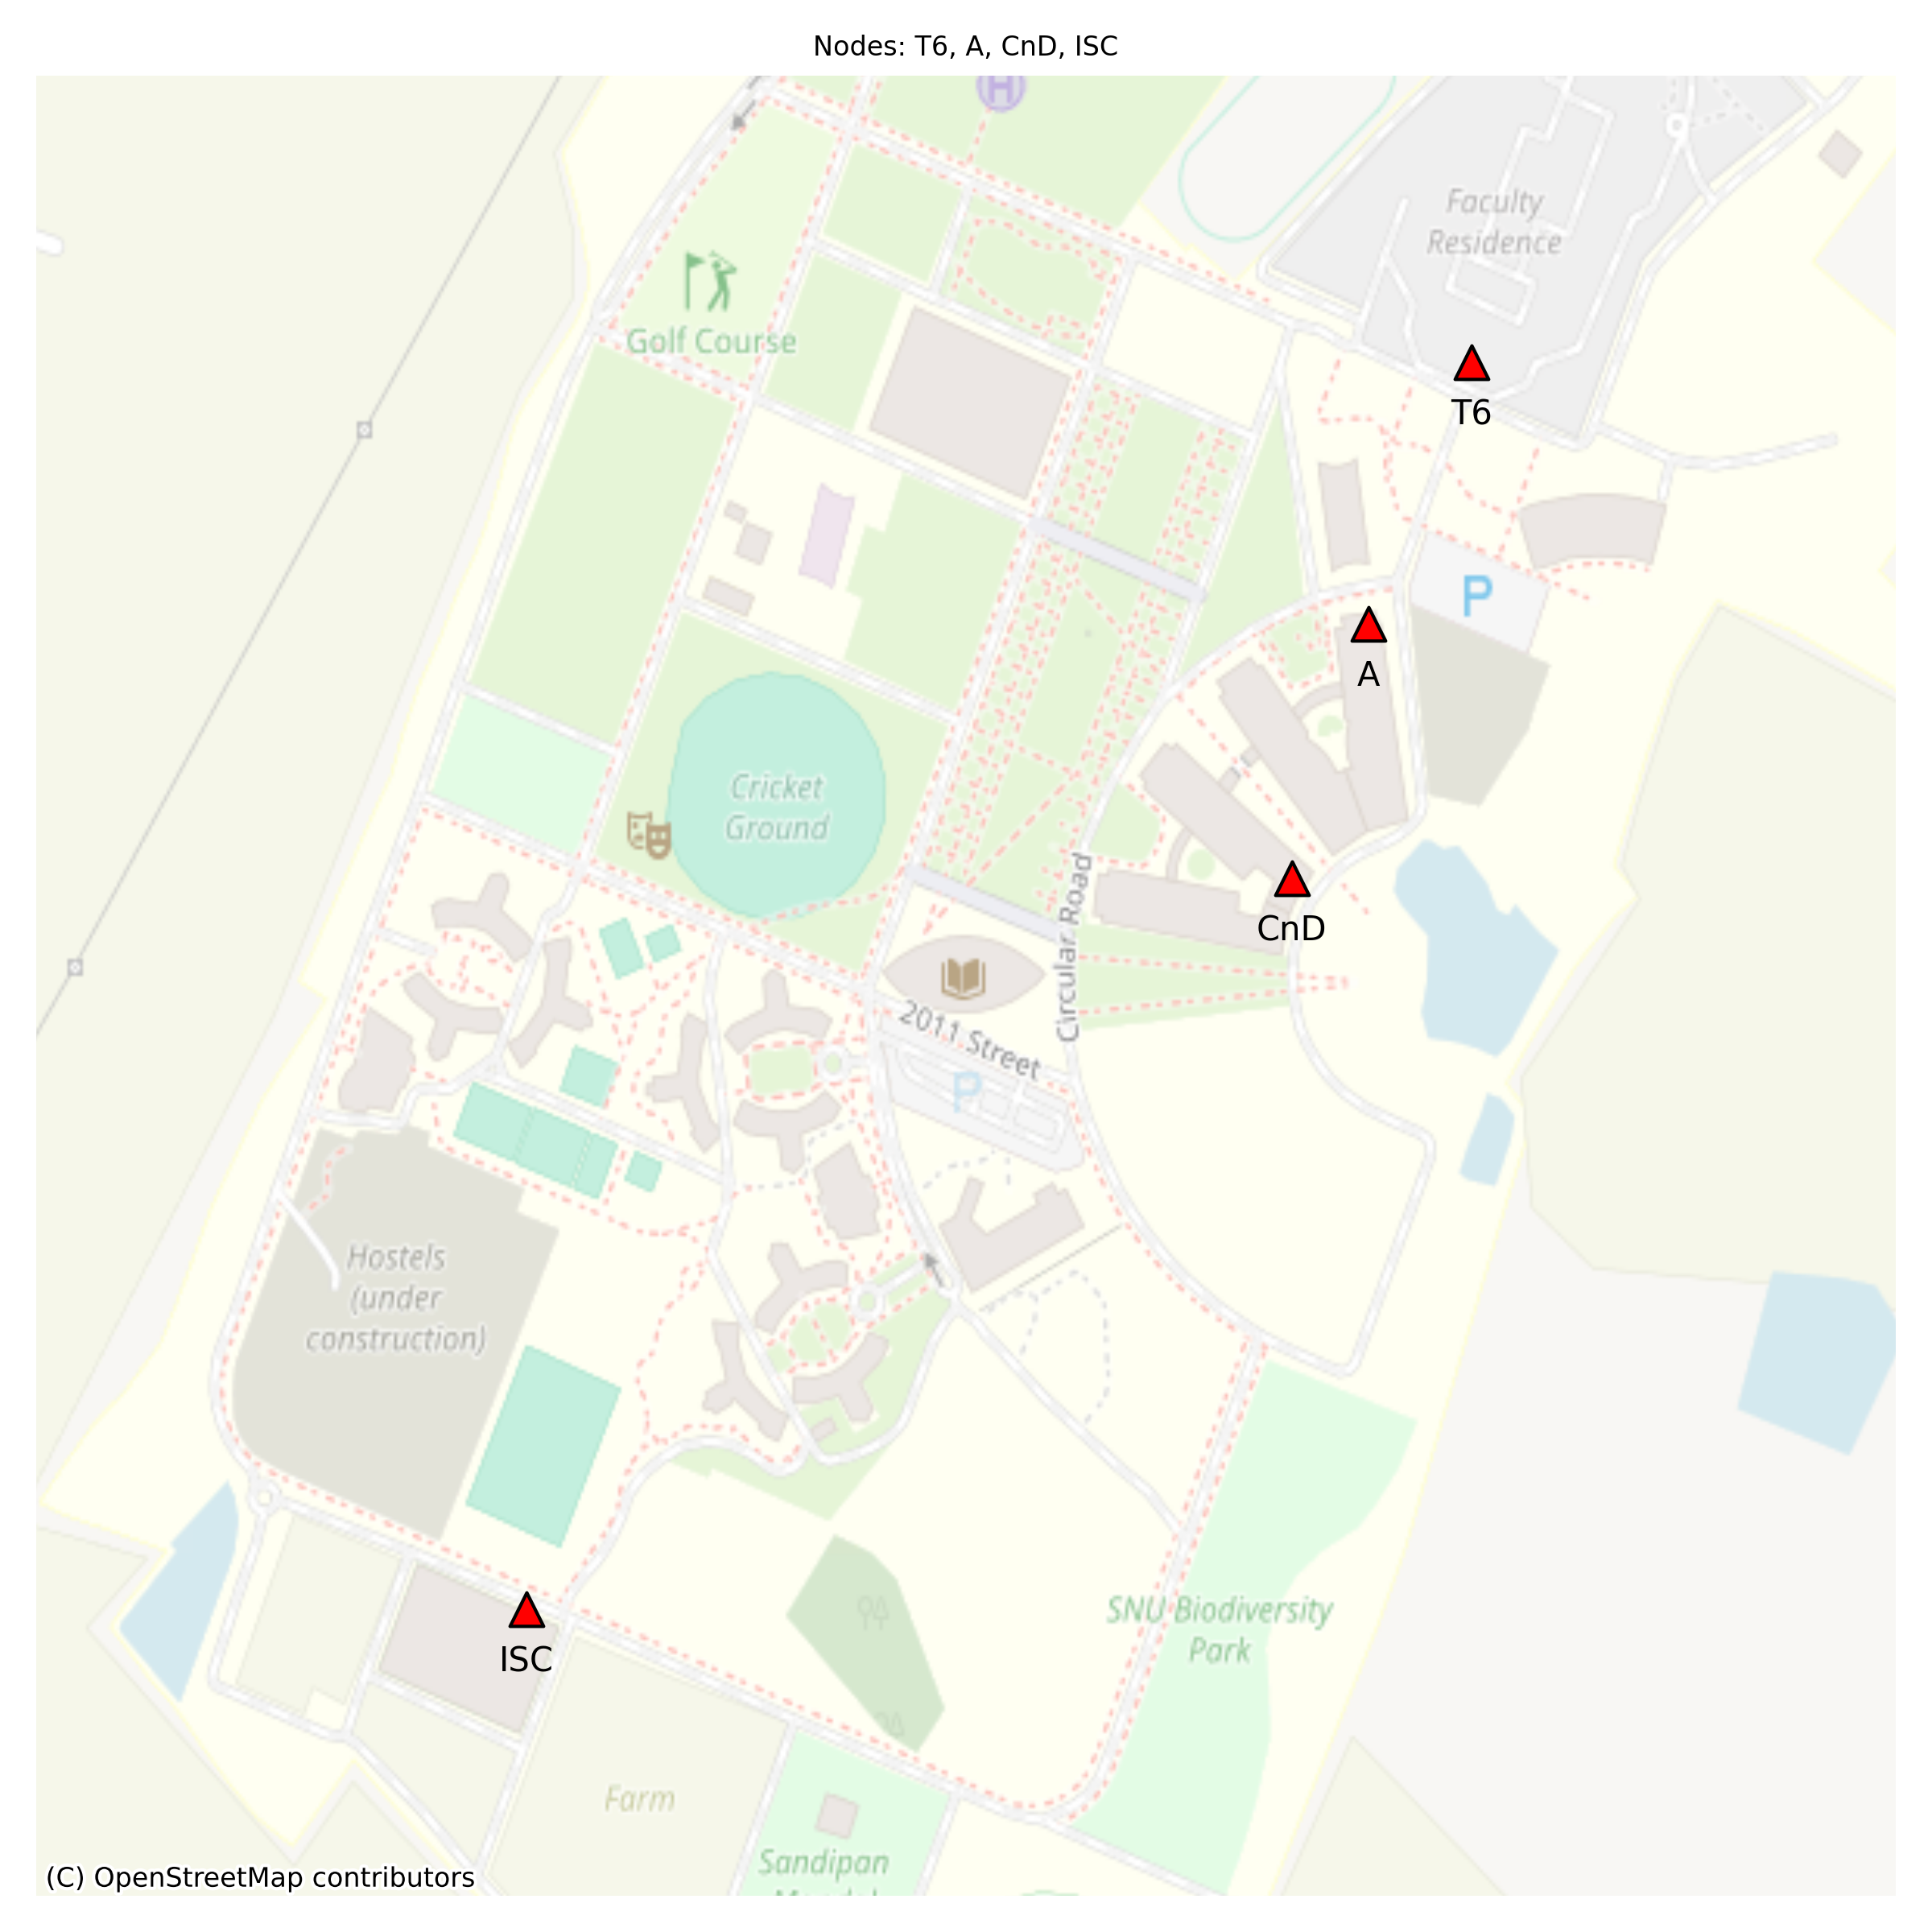 Nodes: T6, A, CnD, ISC
H
Faculty
Residence
Golf Course
T6
P
A
Cricket
Ground
CnD
Circular Road
2011 Street
P
Hostels
(under
construction)
SNU Biodiversity
Park
ISC
Farm
Sandipan
(C) OpenStreetMap contributors